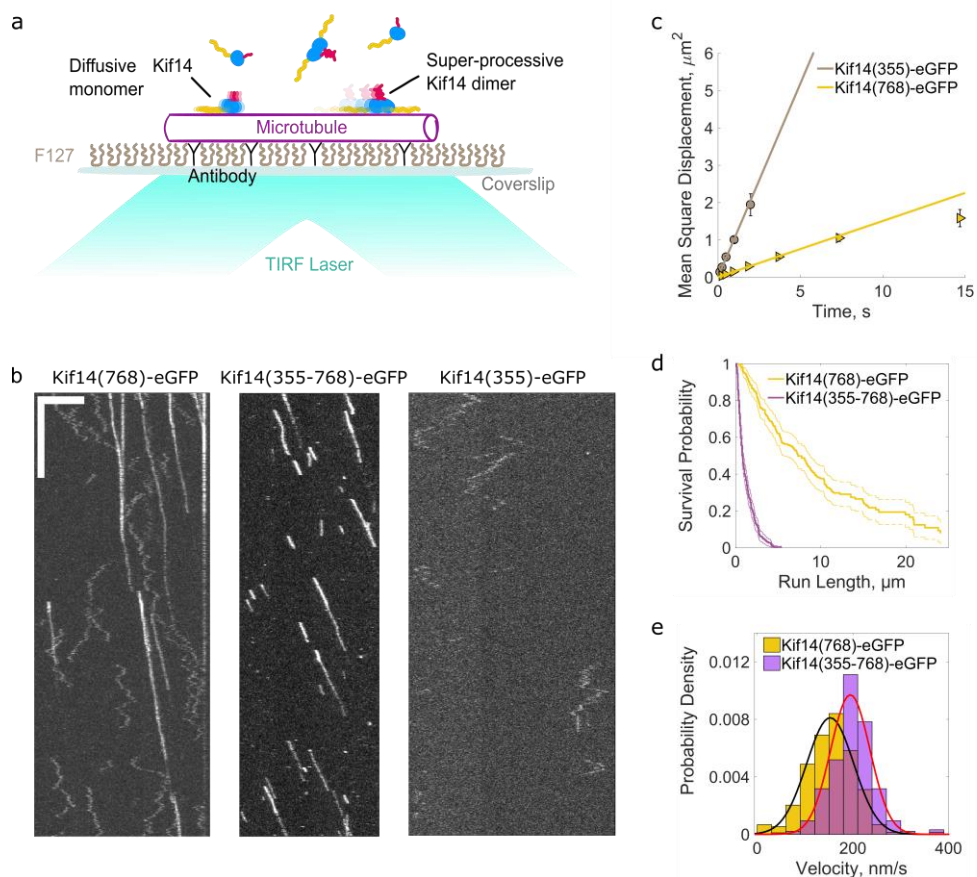 a
Diffusive
monomer
Kif14
Super-processive
Kif14 dimer
Microtubule
F127
Antibody
Coverslip
TIRF Laser
b
Kif14(768)-eGFP Kif14(355-768)-eGFP Kif14(355)-eGFP
c
Mean Square Displacement, μm²
6
5
4
3
2
1
0
Kif14(355)-eGFP
Kif14(768)-eGFP
0 5 10 15
Time, s
d
Survival Probability
1
0.8
0.6
0.4
0.2
0
Kif14(768)-eGFP
Kif14(355-768)-eGFP
0 10 20
Run Length, μm
e
Probability Density
0.012
0.008
0.004
0
Kif14(768)-eGFP
Kif14(355-768)-eGFP
0 200 400
Velocity, nm/s